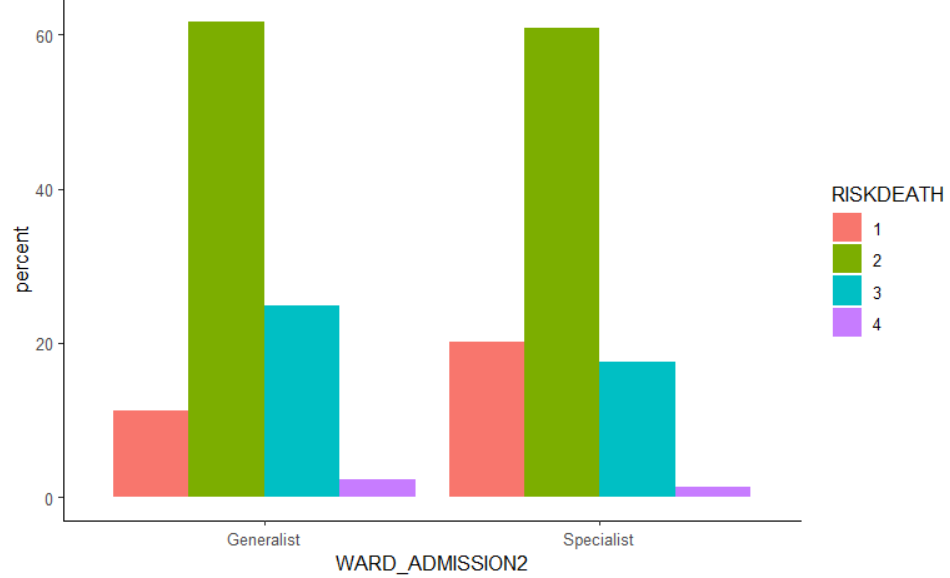 60
40
20
0
percent
Generalist
Specialist
WARD_ADMISSION2
RISKDEATH
1
2
3
4